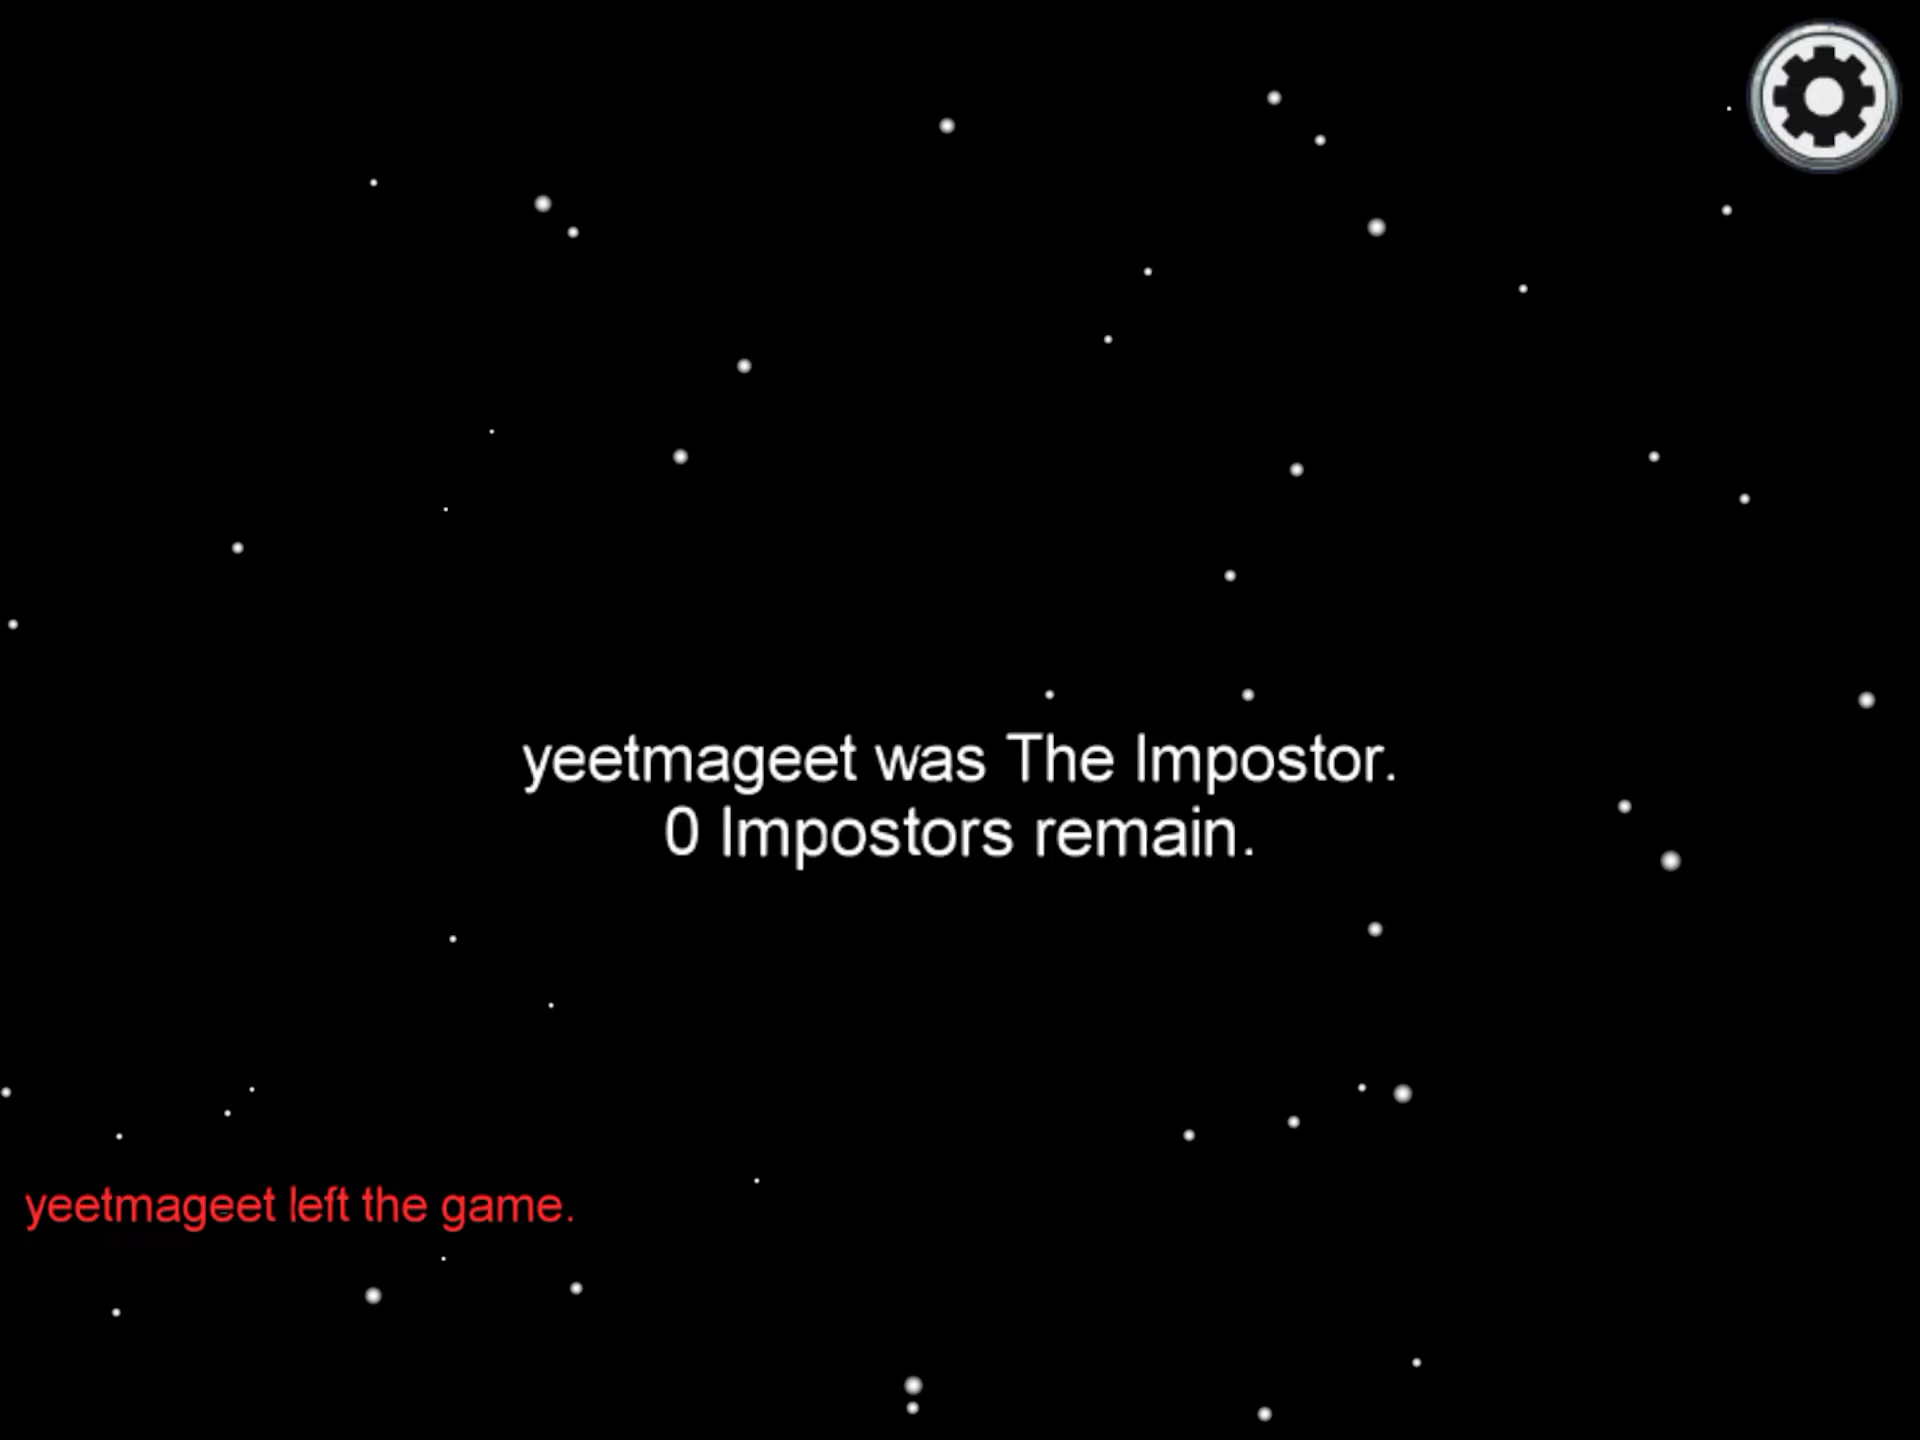 yeetmageet was The Impostor.
0 Impostors remain.
yeetmageet left the game.